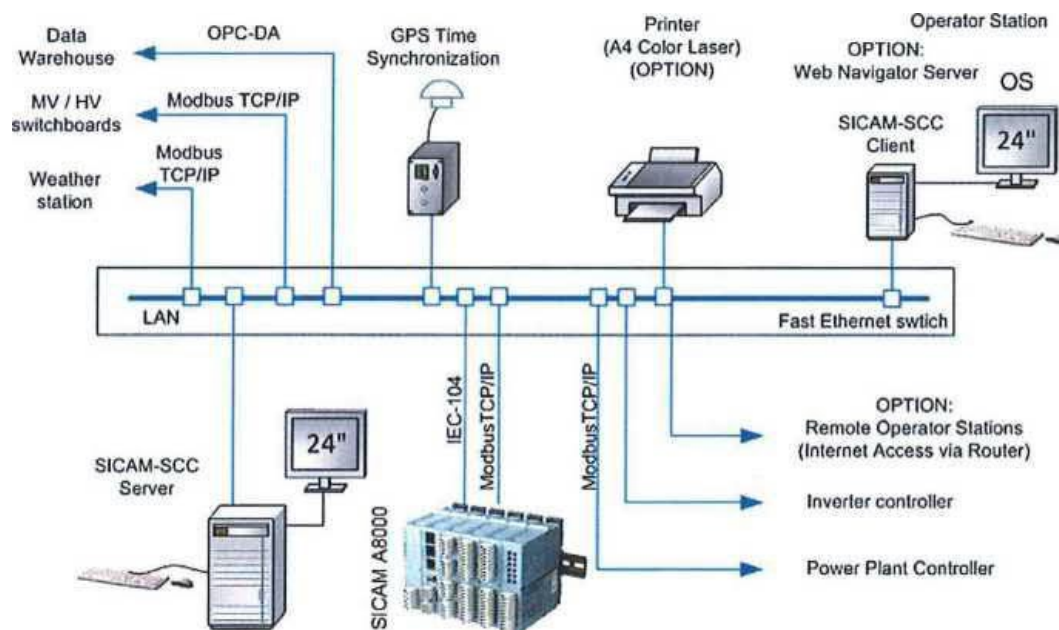 Data
Warehouse
OPC-DA
MV / HV
switchboards
Modbus TCP/IP
Weather
station
Modbus
TCP/IP
GPS Time
Synchronization
Printer
(A4 Color Laser)
(OPTION)
Operator Station
OPTION:
Web Navigator Server
OS
SICAM-SCC
Client
24"
LAN
Fast Ethernet swtich
SICAM-SCC
Server
24"
IEC-104
ModbusTCP/IP
SICAM A8000
ModbusTCP/IP
OPTION:
Remote Operator Stations
(Internet Access via Router)
Inverter controller
Power Plant Controller